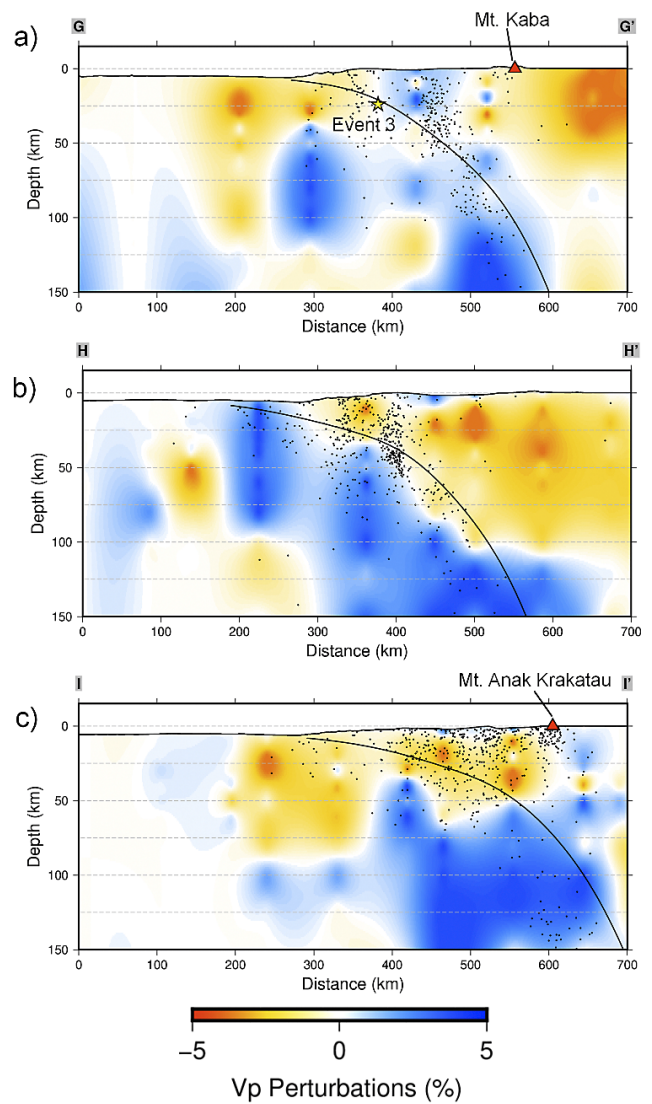 Mt. Kaba
a)
G G'
Event 3
0
50
100
150
Depth (km)
0 100 200 300 400 500 600 700
Distance (km)
b)
H H'
0
50
100
150
Depth (km)
0 100 200 300 400 500 600 700
Distance (km)
Mt. Anak Krakatau
c)
I I'
0
50
100
150
Depth (km)
0 100 200 300 400 500 600 700
Distance (km)
−5 0 5
Vp Perturbations (%)